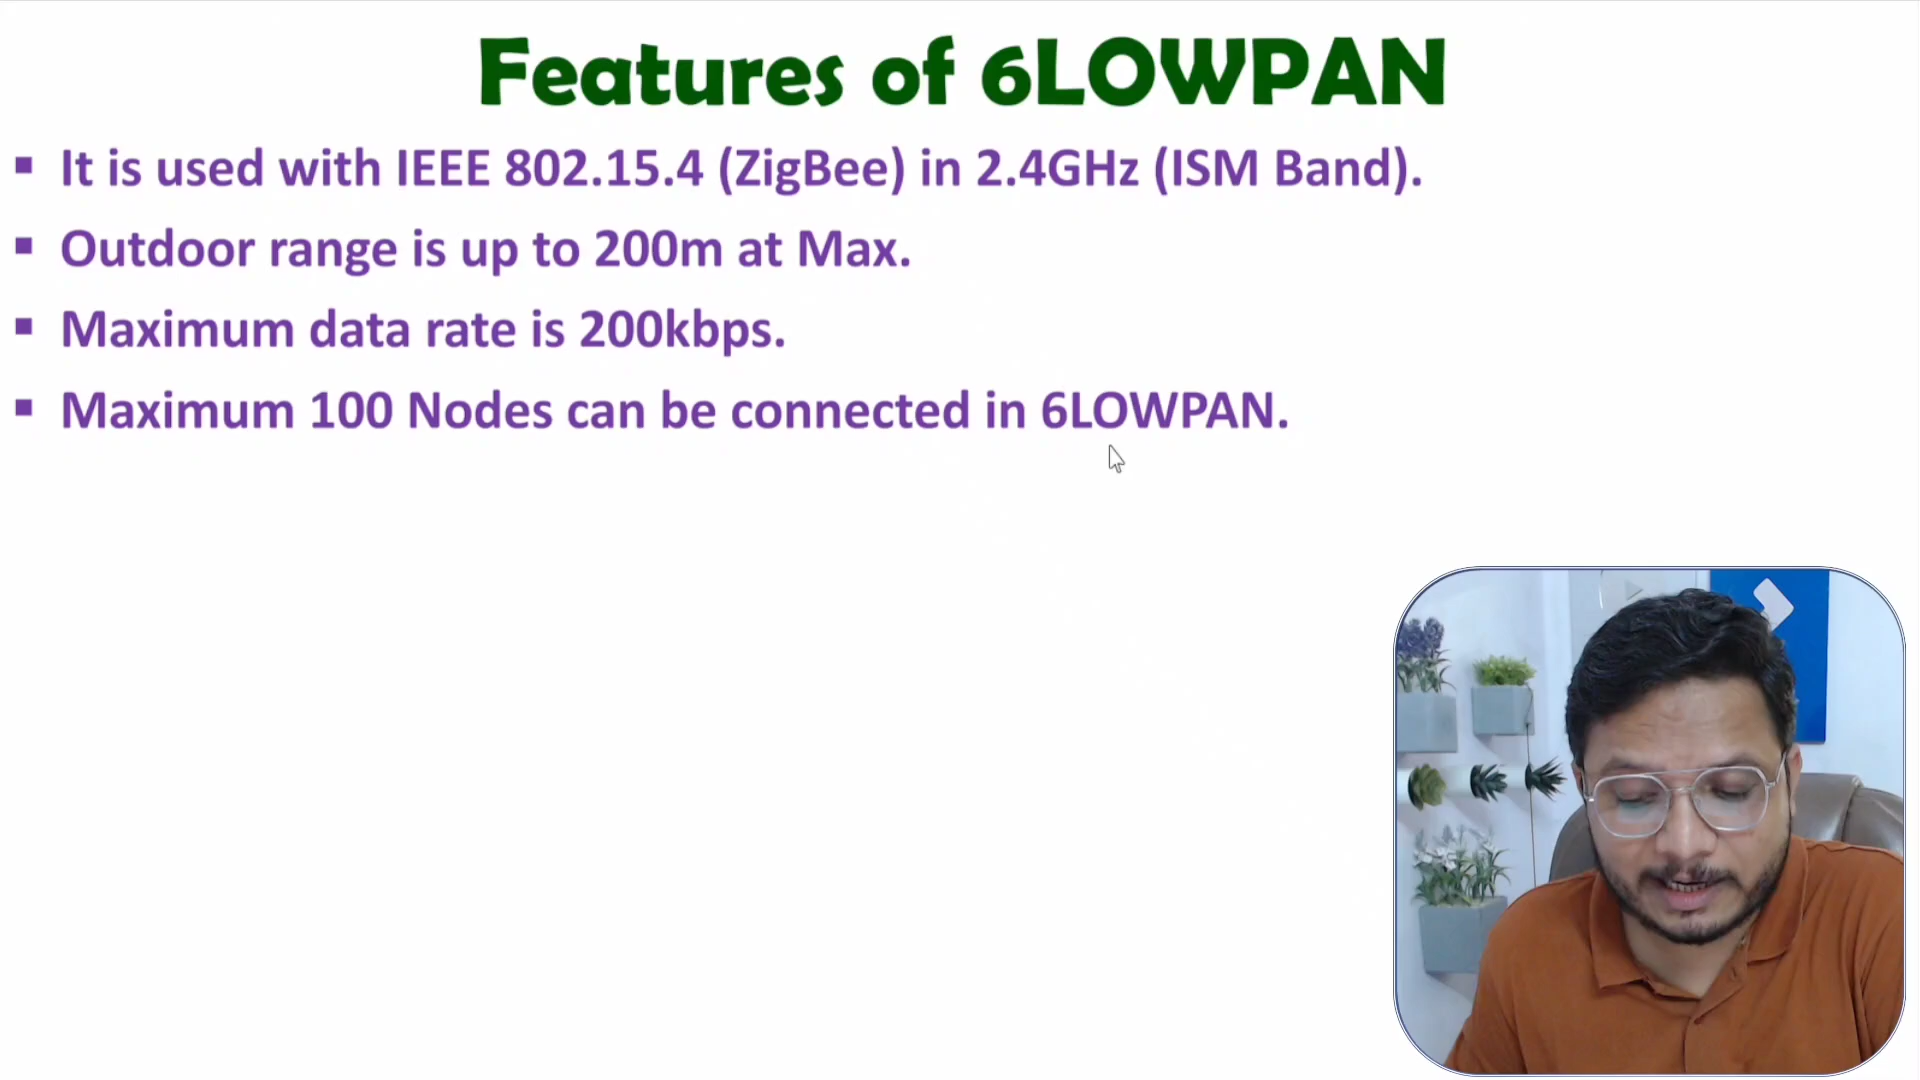 Features of 6LOWPAN
▪ It is used with IEEE 802.15.4 (ZigBee) in 2.4GHz (ISM Band).
▪ Outdoor range is up to 200m at Max.
▪ Maximum data rate is 200kbps.
▪ Maximum 100 Nodes can be connected in 6LOWPAN.